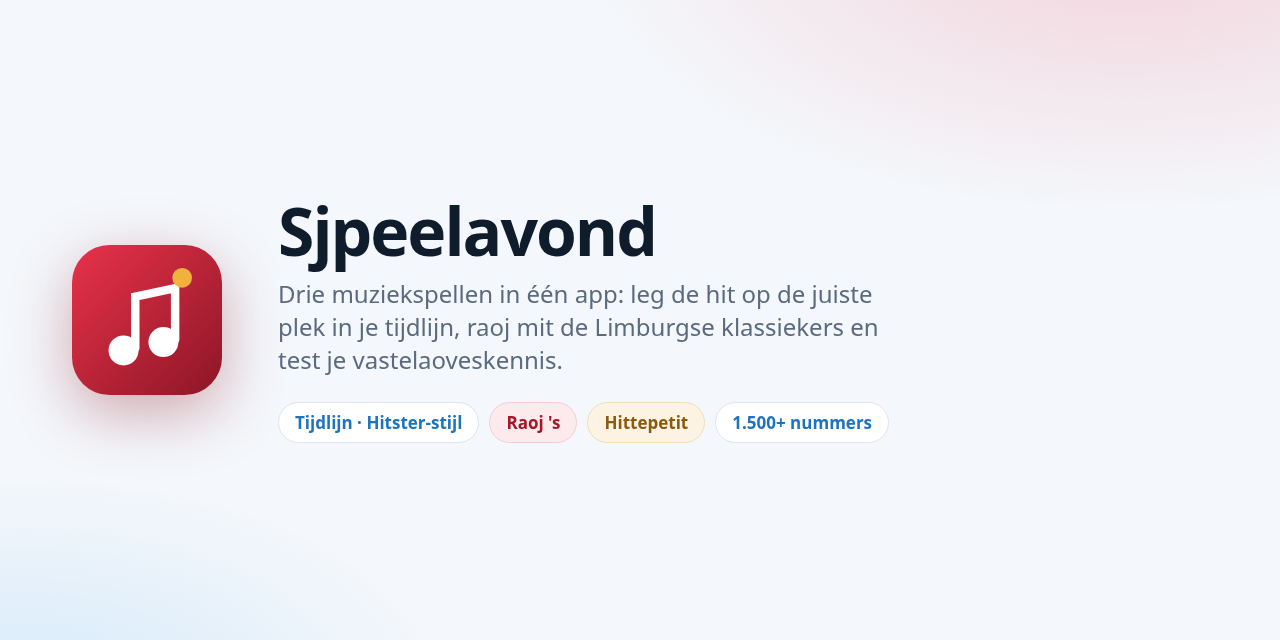 Sjpeelavond
Drie muziekspellen in één app: leg de hit op de juiste
plek in je tijdlijn, raoj mit de Limburgse klassiekers en
test je vastelaoveskennis.
Tijdlijn · Hitster-stijl
Raoj 's
Hittepetit
1.500+ nummers